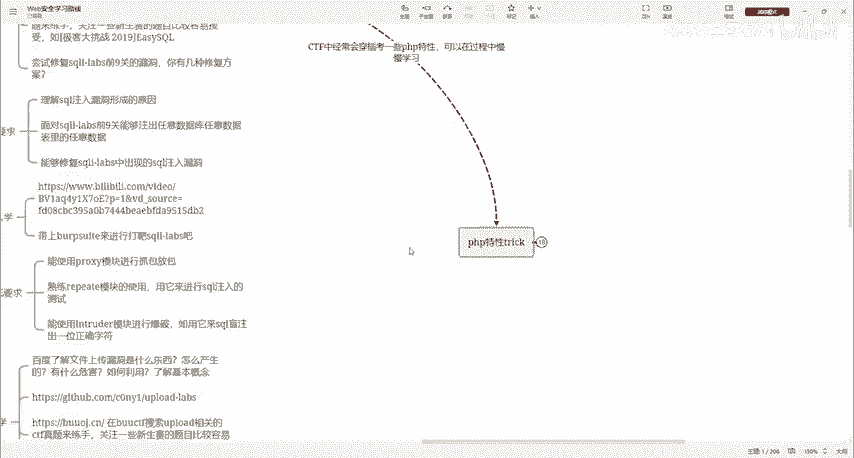 Web安全学习路线
主题
子主题
联系
概要
外框
标记
插入
题来练手，关注一些新生赛的题目比较容易接
受，如[极客大挑战 2019]EasySQL
尝试修复sqli-labs前9关的漏洞，你有几种修复方
案？
CTF中经常会穿插考一些php特性，可以在过程中慢
慢学习
要求
理解sql注入漏洞形成的原因
面对sqli-labs前9关能够注出任意数据库任意数据
表里的任意数据
能够修复sqli-labs中出现的sql注入漏洞
https://www.bilibili.com/video/
BV1aq4y1X7oE?p=1&vd_source=
fd08cbc395a0b7444beaebfda9515db2
带上burpsuite来进行打靶sqli-labs吧
php特性trick
18
能使用proxy模块进行抓包放包
要求
熟练repeate模块的使用，用它来进行sql注入的
测试
能使用intruder模块进行爆破，如用它来sql盲注
出一位正确字符
百度了解文件上传漏洞是什么东西？怎么产生
的？有什么危害？如何利用？了解基本概念
https://github.com/c0ny1/upload-labs
https://buuoj.cn/ 在buuctf搜索upload相关的
ctf真题来练手，关注一些新生赛的题目比较容易
150%
大纲